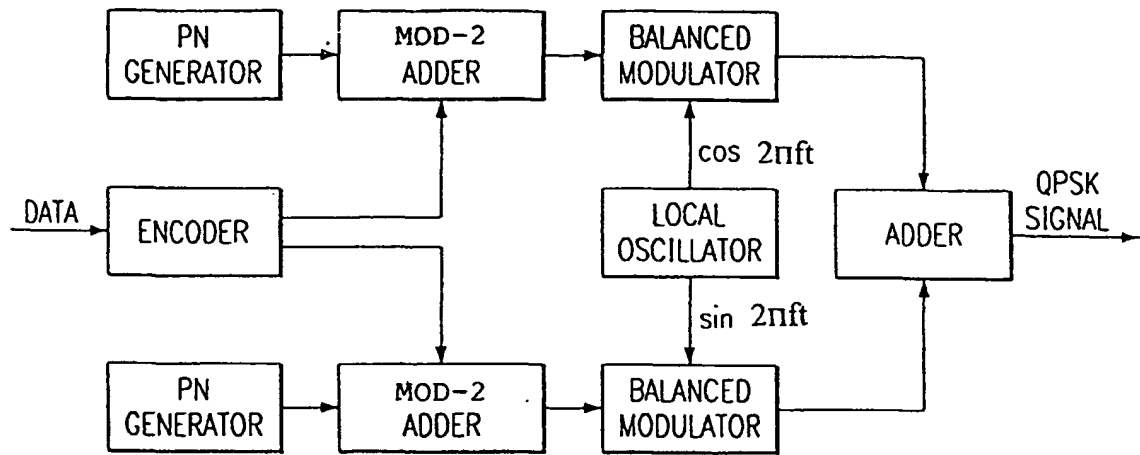 PN
GENERATOR
MOD-2
ADDER
BALANCED
MODULATOR
cos 2πft
DATA
ENCODER
LOCAL
OSCILLATOR
ADDER
QPSK
SIGNAL
sin 2πft
PN
GENERATOR
MOD-2
ADDER
BALANCED
MODULATOR